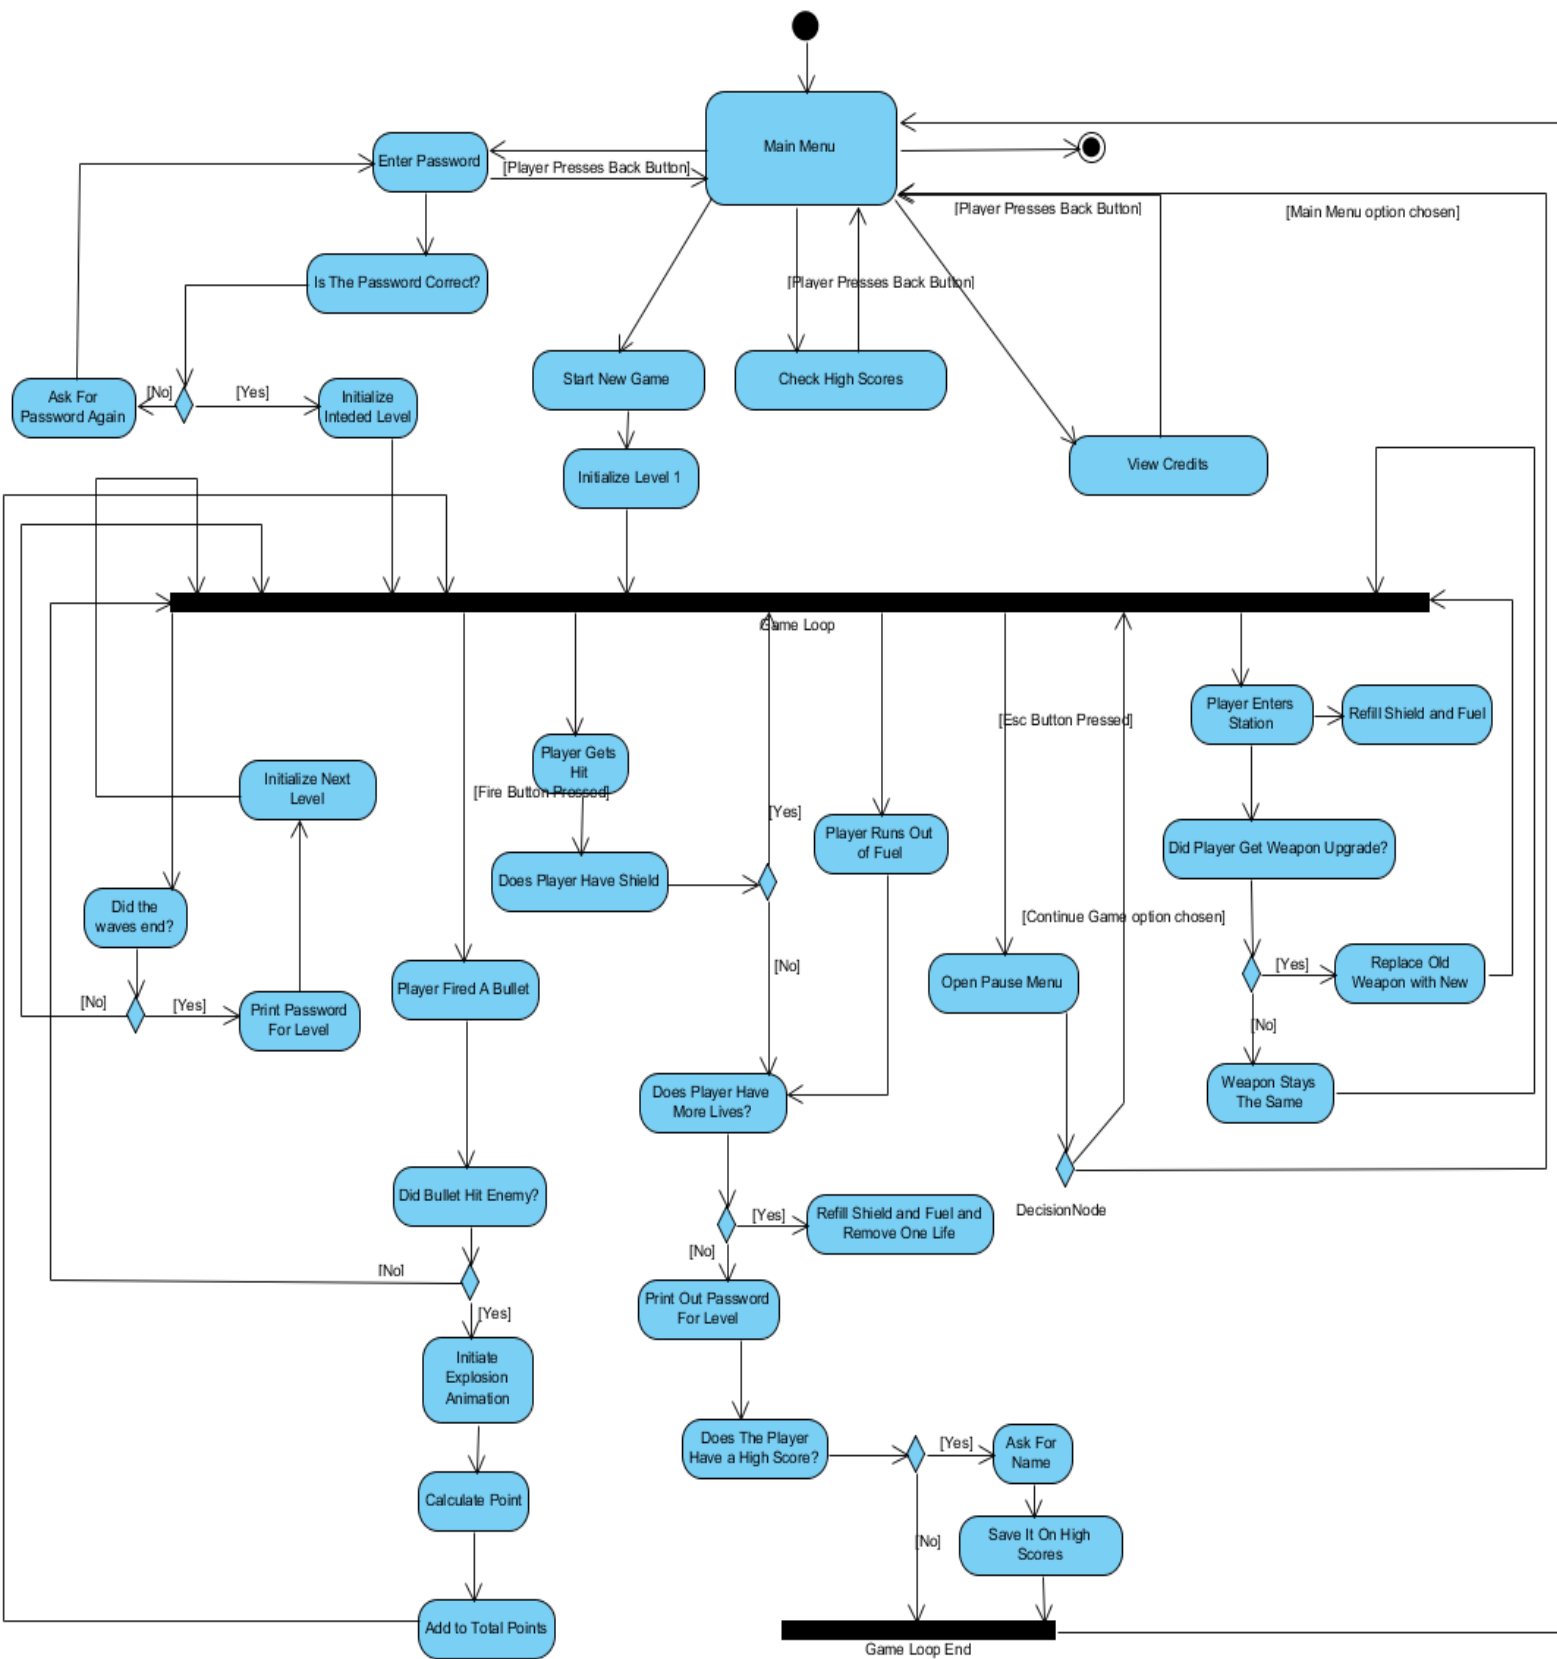 Main Menu
Enter Password
[Player Presses Back Button]
[Player Presses Back Button]
[Main Menu option chosen]
Is The Password Correct?
[Player Presses Back Button]
Start New Game
Check High Scores
Ask For
Password Again
[No]
[Yes]
Initialize
Inteded Level
View Credits
Initialize Level 1
Game Loop
Player Enters
Station
Refill Shield and Fuel
[Esc Button Pressed]
Player Gets
Hit
Initialize Next
Level
[Fire Button Pressed]
[Yes]
Player Runs Out
of Fuel
Did Player Get Weapon Upgrade?
Does Player Have Shield
Did the
waves end?
[Continue Game option chosen]
[No]
[Yes]
Replace Old
Weapon with New
Open Pause Menu
Player Fired A Bullet
[No]
[Yes]
Print Password
For Level
[No]
Weapon Stays
The Same
Does Player Have
More Lives?
Did Bullet Hit Enemy?
DecisionNode
[Yes]
Refill Shield and Fuel and
Remove One Life
[No]
[No]
Print Out Password
For Level
[Yes]
Initiate
Explosion
Animation
Does The Player
Have a High Score?
[Yes]
Ask For
Name
Calculate Point
[No]
Save It On High
Scores
Add to Total Points
Game Loop End